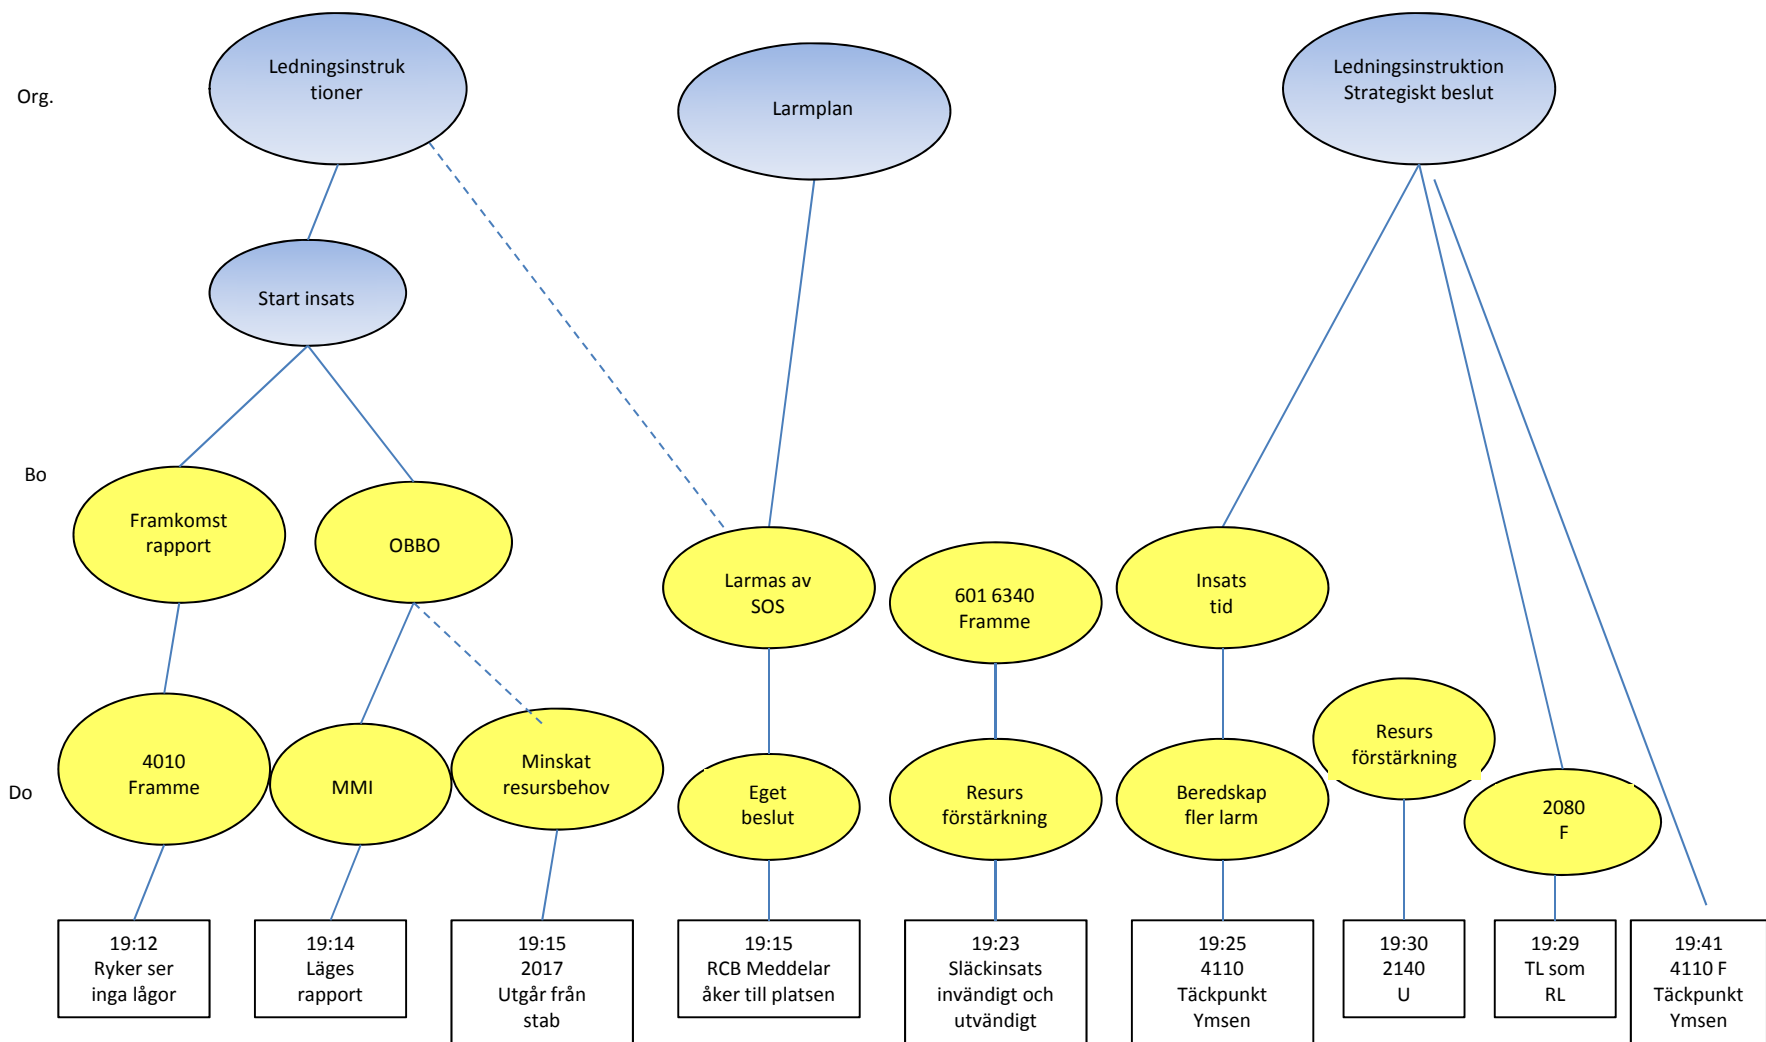 Org.
Ledningsinstruk
tioner
Larmplan
Ledningsinstruktion
Strategiskt beslut
Start insats
Bo
Framkomst
rapport
OBBO
Larmas av
SOS
601 6340
Framme
Insats
tid
Do
4010
Framme
MMI
Minskat
resursbehov
Eget
beslut
Resurs
förstärkning
Beredskap
fler larm
Resurs
förstärkning
2080
F
19:12
Ryker ser
inga lågor
19:14
Läges
rapport
19:15
2017
Utgår från
stab
19:15
RCB Meddelar
åker till platsen
19:23
Släckinsats
invändigt och
utvändigt
19:25
4110
Täckpunkt
Ymsen
19:30
2140
U
19:29
TL som
RL
19:41
4110 F
Täckpunkt
Ymsen